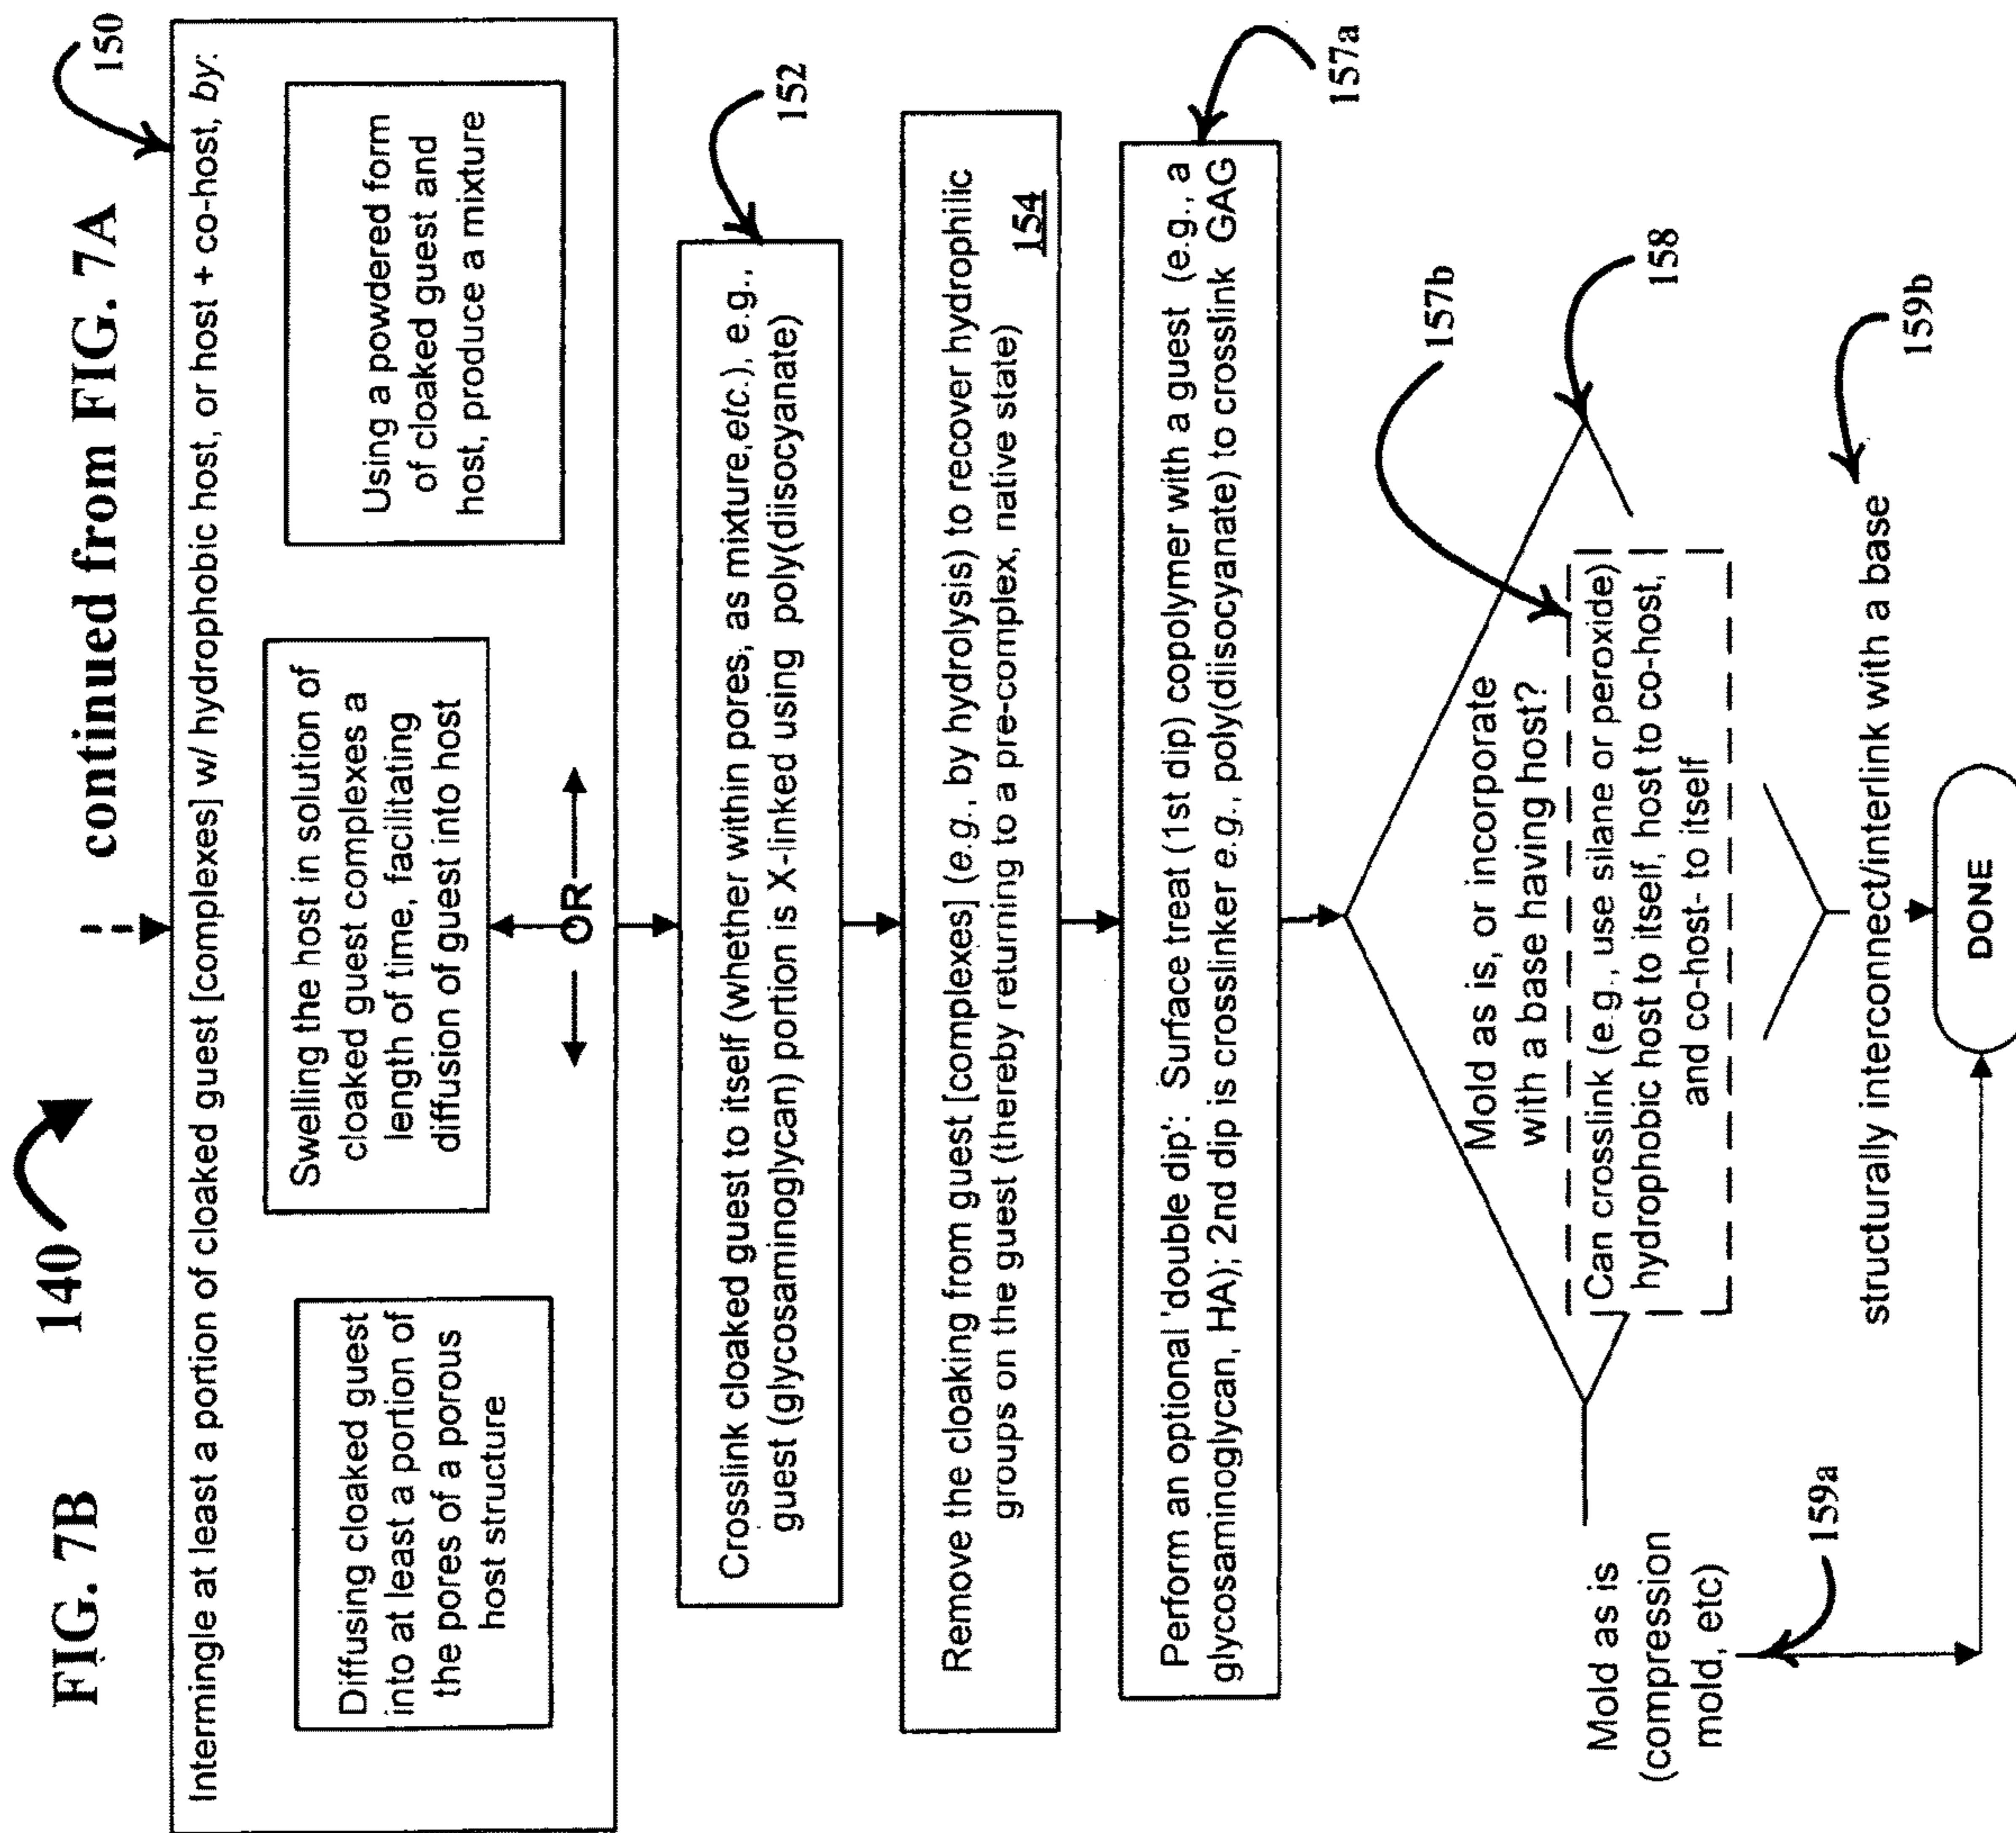 FIG. 7B
140
continued from FIG. 7A
150
Intermingle at least a portion of cloaked guest [complexes] w/ hydrophobic host, or host + co-host, by:
Diffusing cloaked guest
into at least a portion of
the pores of a porous
host structure
Swelling the host in solution of
cloaked guest complexes a
length of time, facilitating
diffusion of guest into host
Using a powdered form
of cloaked guest and
host, produce a mixture
OR
152
Crosslink cloaked guest to itself (whether within pores, as mixture,etc.), e.g.,
guest (glycosaminoglycan) portion is X-linked using poly(diisocyanate)
Remove the cloaking from guest [complexes] (e.g., by hydrolysis) to recover hydrophilic
groups on the guest (thereby returning to a pre-complex, native state)
154
157a
Perform an optional 'double dip': Surface treat (1st dip) copolymer with a guest (e.g., a
glycosaminoglycan, HA); 2nd dip is crosslinker e.g., poly(diisocyanate) to crosslink GAG
157b
158
Mold as is, or incorporate
with a base having host?
Can crosslink (e.g., use silane or peroxide)
hydrophobic host to itself, host to co-host,
and co-host- to itself
Mold as is
(compression
mold, etc)
159a
159b
structurally interconnect/interlink with a base
DONE